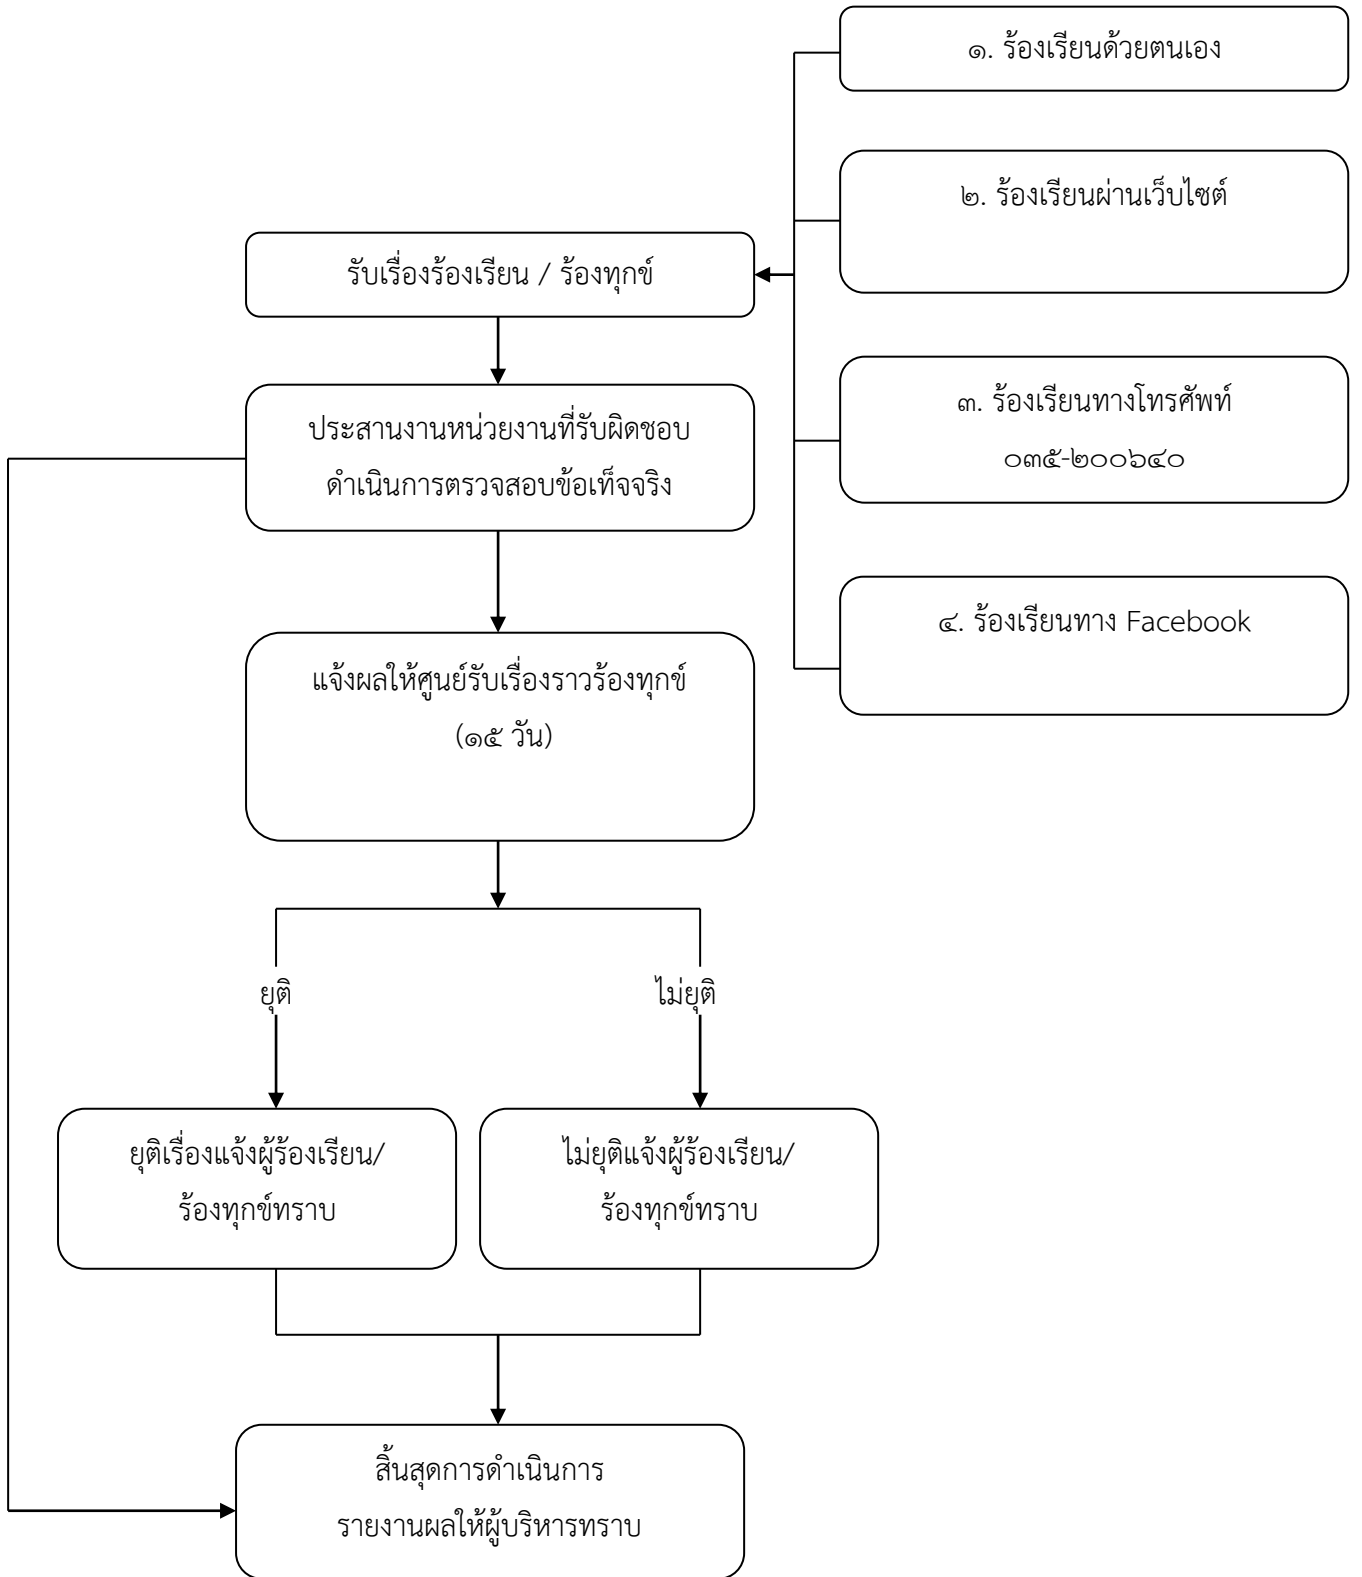 ๑. ร้องเรียนด้วยตนเอง
๒. ร้องเรียนผ่านเว็บไซต์
รับเรื่องร้องเรียน / ร้องทุกข์
๓. ร้องเรียนทางโทรศัพท์
๐๓๕-๒๐๐๖๔๐
ประสานงานหน่วยงานที่รับผิดชอบ
ดำเนินการตรวจสอบข้อเท็จจริง
๔. ร้องเรียนทาง Facebook
แจ้งผลให้ศูนย์รับเรื่องราวร้องทุกข์
(๑๕ วัน)
ยุติ
ไม่ยุติ
ยุติเรื่องแจ้งผู้ร้องเรียน/
ร้องทุกข์ทราบ
ไม่ยุติแจ้งผู้ร้องเรียน/
ร้องทุกข์ทราบ
สิ้นสุดการดำเนินการ
รายงานผลให้ผู้บริหารทราบ